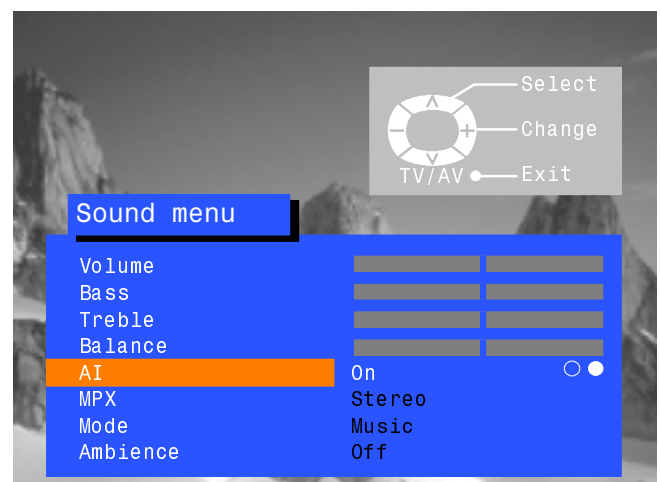 Select
Change
TV/AV Exit
Sound menu
Volume
Bass
Treble
Balance
AI On
MPX Stereo
Mode Music
Ambience Off